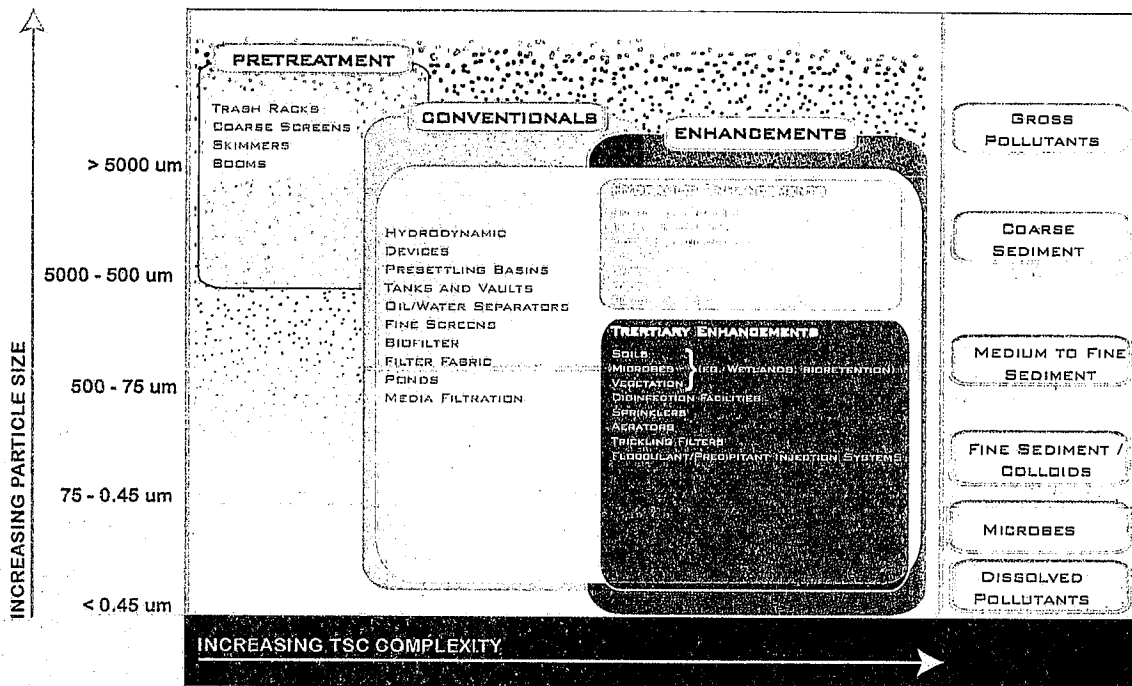 INCREASING PARTICLE SIZE
> 5000 um
5000 - 500 um
500 - 75 um
75 - 0.45 um
< 0.45 um
PRETREATMENT
TRASH RACKS
COARSE SCREENS
SKIMMERS
BOOMS
CONVENTIONALS
HYDRODYNAMIC
DEVICES
PRESETTLING BASINS
TANKS AND VAULTS
OIL/WATER SEPARATORS
FINE SCREENS
BIOFILTER
FILTER FABRIC
PONDS
MEDIA FILTRATION
ENHANCEMENTS
TRERTIARY ENHANCEMENTS
SOILS
MICROBES (EG. WETLANDS, BIORETENTION)
VEGETATION
DISINFECTION FACILITIES
SPRINKLERS
AERATORS
TRICKLING FILTERS
PRECIPITANT INJECTION SYSTEMS
GROSS
POLLUTANTS
COARSE
SEDIMENT
MEDIUM TO FINE
SEDIMENT
FINE SEDIMENT /
COLLOIDS
MICROBES
DISSOLVED
POLLUTANTS
INCREASING TSC COMPLEXITY